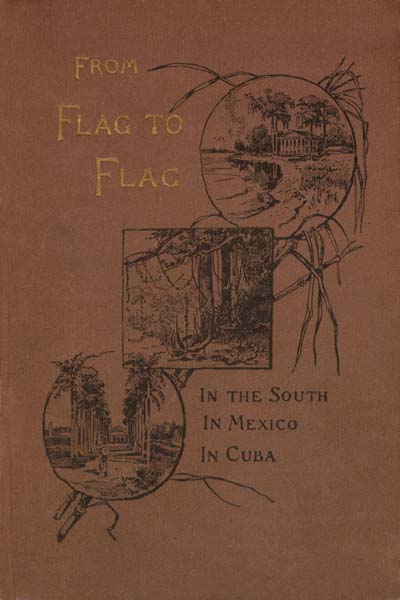 From
Flag to
Flag
In the South
In Mexico
In Cuba